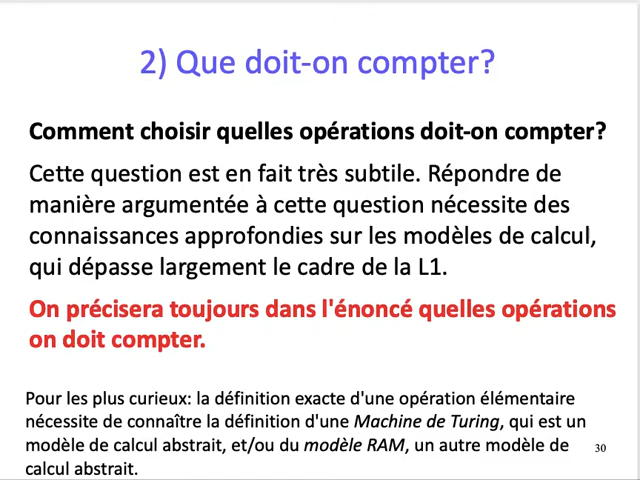 2) Que doit-on compter?
Comment choisir quelles opérations doit-on compter?
Cette question est en fait très subtile. Répondre de
manière argumentée à cette question nécessite des
connaissances approfondies sur les modèles de calcul,
qui dépasse largement le cadre de la L1.
On précisera toujours dans l'énoncé quelles opérations
on doit compter.
Pour les plus curieux: la définition exacte d'une opération élémentaire
nécessite de connaître la définition d'une Machine de Turing, qui est un
modèle de calcul abstrait, et/ou du modèle RAM, un autre modèle de
calcul abstrait.
30